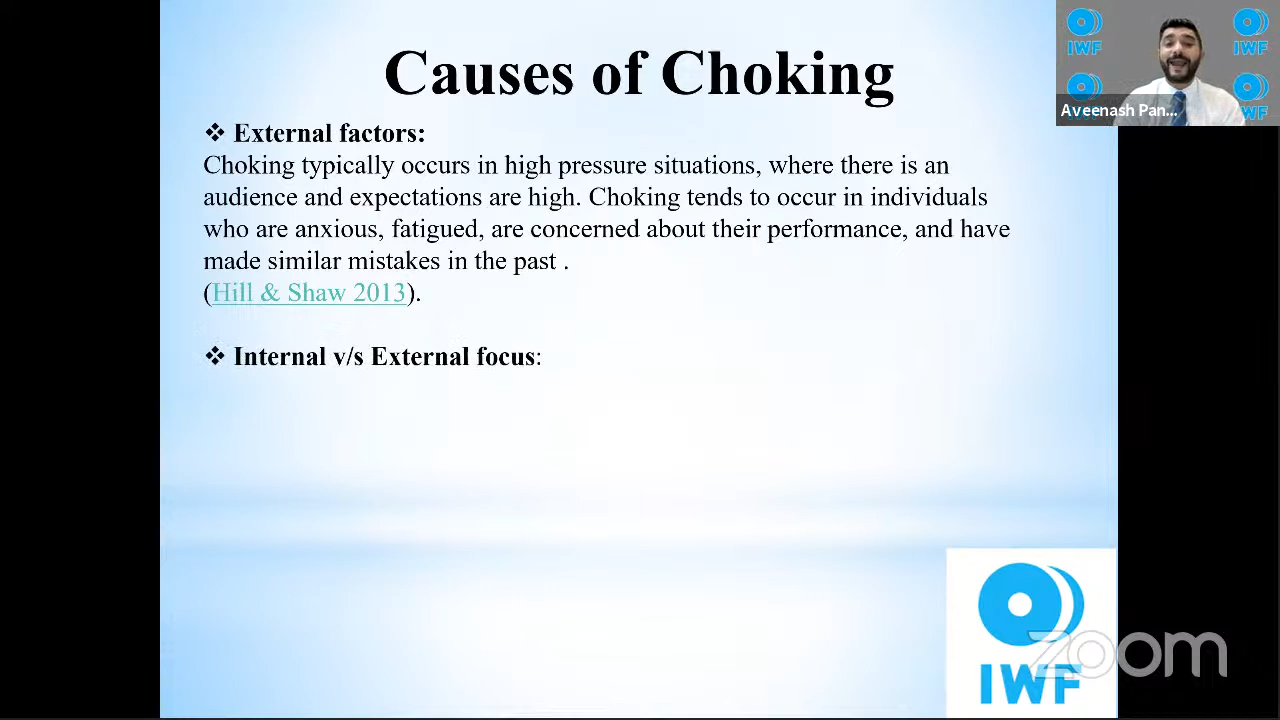 Causes of Choking
❖ External factors:
Choking typically occurs in high pressure situations, where there is an
audience and expectations are high. Choking tends to occur in individuals
who are anxious, fatigued, are concerned about their performance, and have
made similar mistakes in the past .
(Hill & Shaw 2013).
❖ Internal v/s External focus:
IWF
IWF
Aveenash Pan...
WF
IWF
zoom